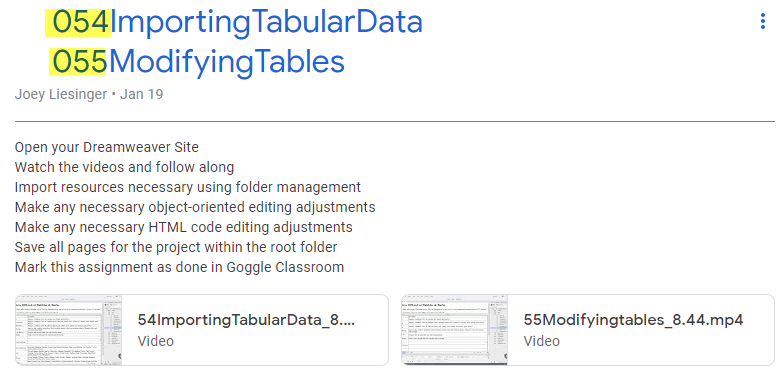 054ImportingTabularData
055ModifyingTables
Joey Liesinger • Jan 19
Open your Dreamweaver Site
Watch the videos and follow along
Import resources necessary using folder management
Make any necessary object-oriented editing adjustments
Make any necessary HTML code editing adjustments
Save all pages for the project within the root folder
Mark this assignment as done in Goggle Classroom
54ImportingTabularData_8....
Video
55Modifyingtables_8.44.mp4
Video